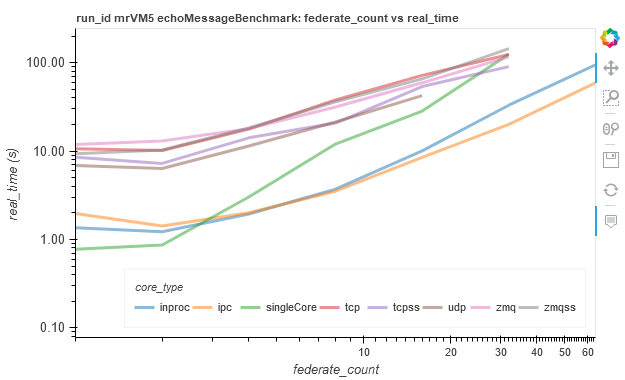 run_id mrVM5 echoMessageBenchmark: federate_count vs real_time
100.00
10.00
1.00
0.10
real_time (s)
core_type
inproc ipc singleCore tcp tcpss udp zmq zmqss
10 20 30 40 50 60
federate_count